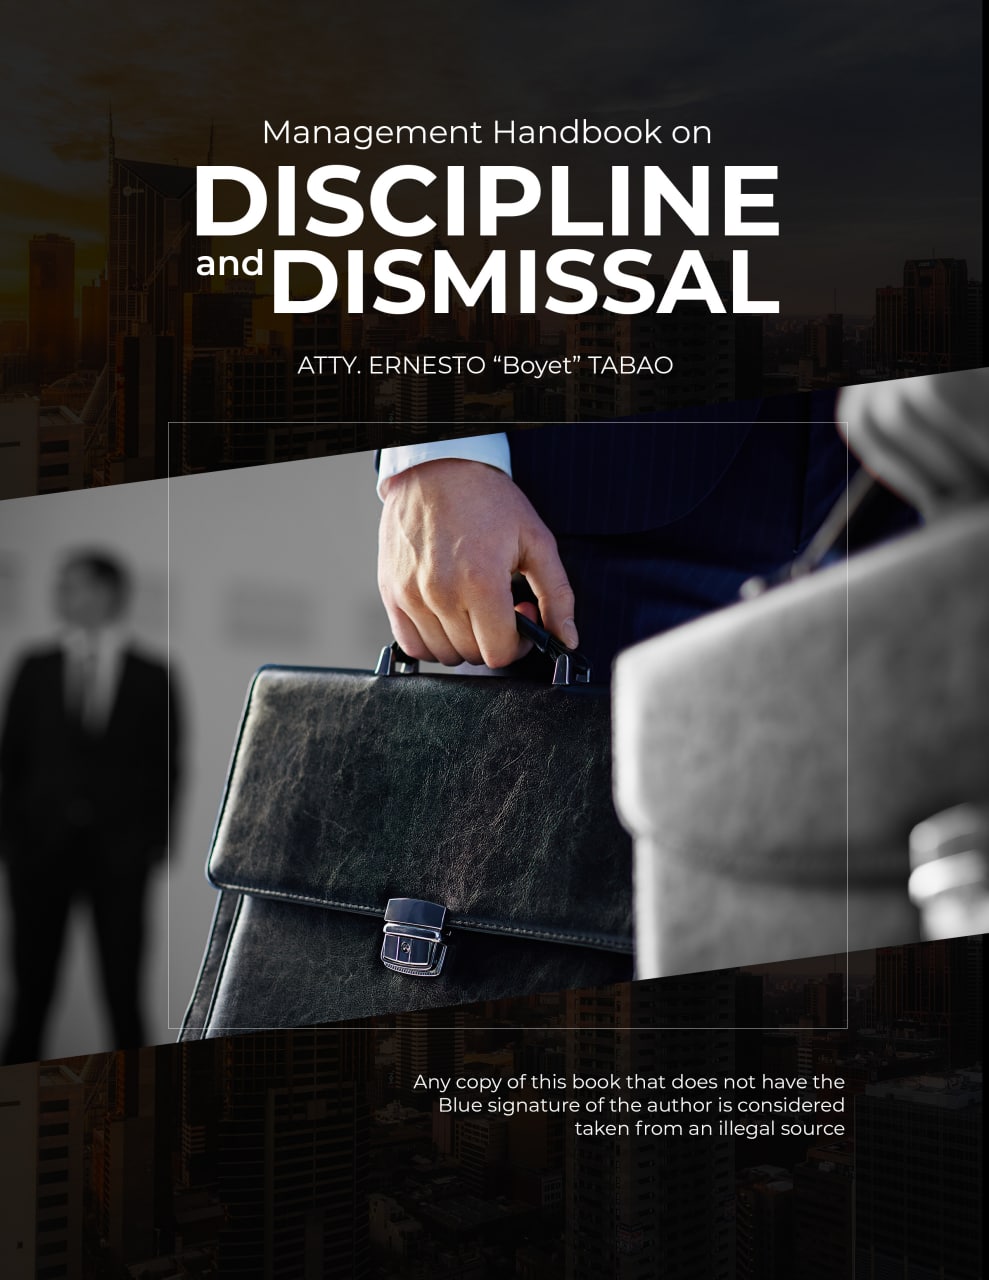 Management Handbook on
DISCIPLINE
and DISMISSAL
ATTY. ERNESTO “Boyet” TABAO
Any copy of this book that does not have the
Blue signature of the author is considered
taken from an illegal source